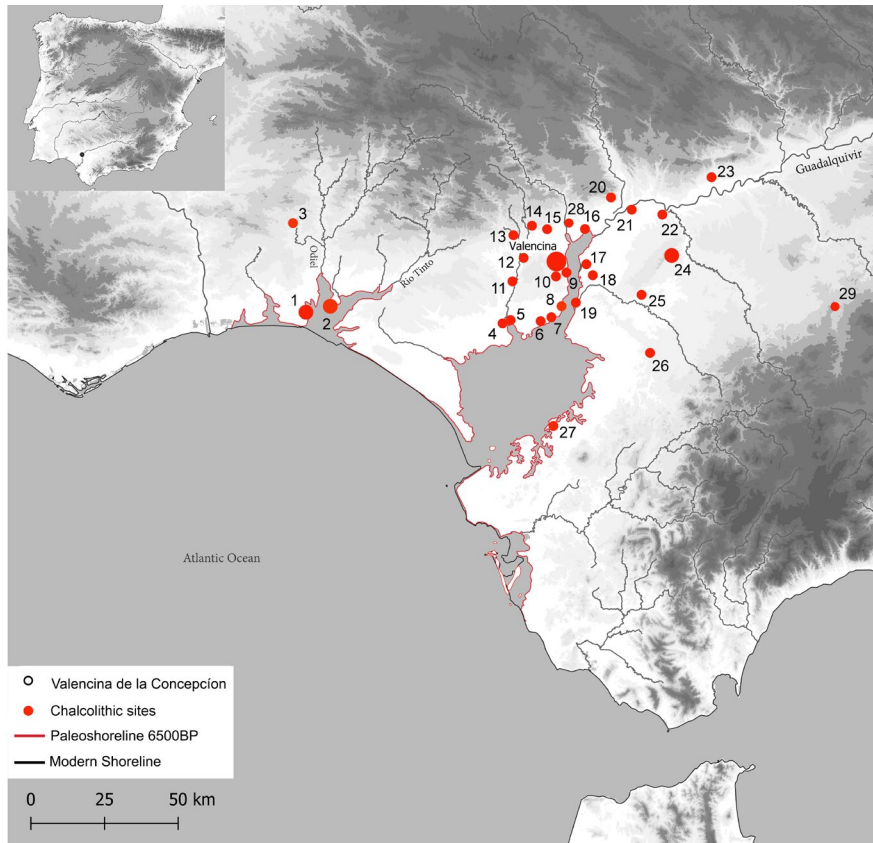 Guadalquivir
23
20
3
14
15
28
16
21
22
13
Valencina
Odiel
12
17
24
Rio Tinto
10
9
18
11
25
29
1
2
8
19
4
5
6
7
26
27
Atlantic Ocean
Valencina de la Concepcíon
Chalcolithic sites
Paleoshoreline 6500BP
Modern Shoreline
0 25 50 km